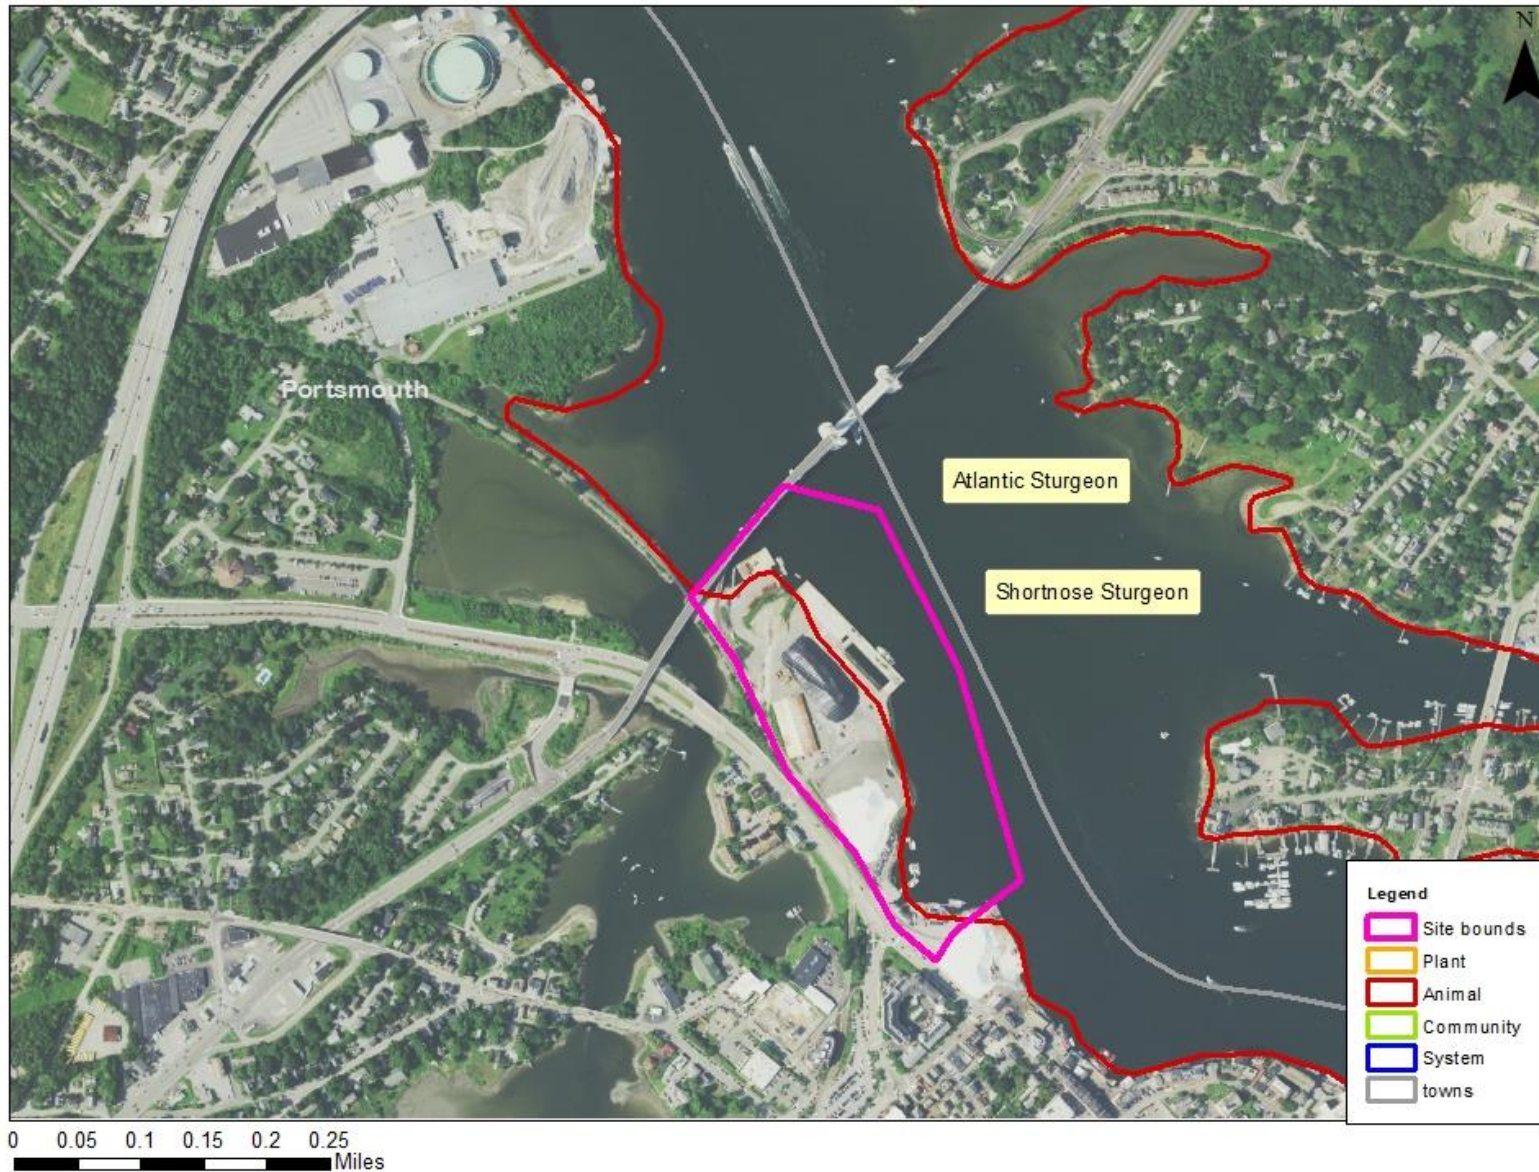 N
Portsmouth
Atlantic Sturgeon
Shortnose Sturgeon
Legend
Site bounds
Plant
Animal
Community
System
towns
0 0.05 0.1 0.15 0.2 0.25
Miles